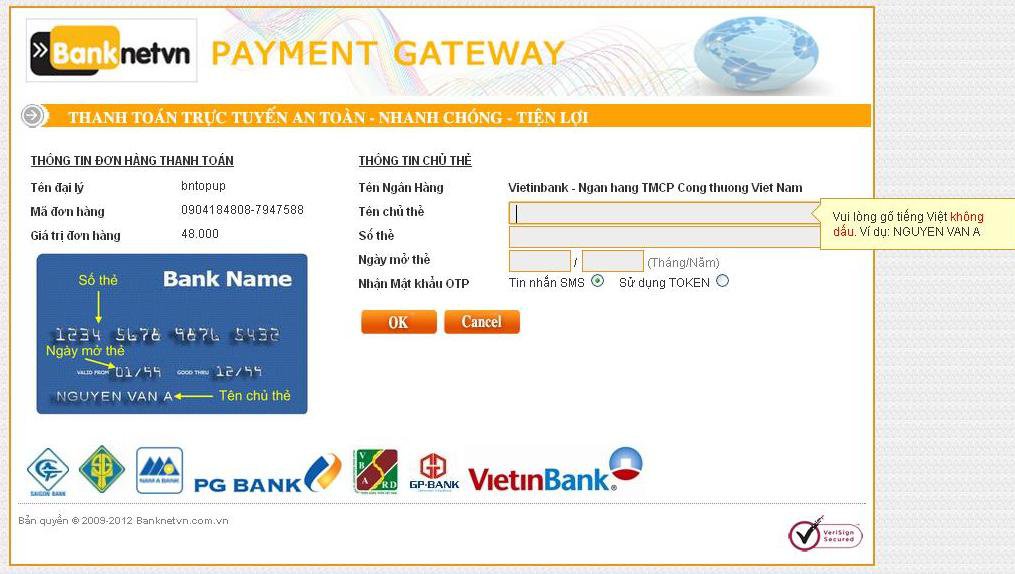 Banknetvn PAYMENT GATEWAY
THANH TOÁN TRỰC TUYẾN AN TOÀN - NHANH CHÓNG - TIỆN LỢI
THÔNG TIN ĐƠN HÀNG THANH TOÁN
Tên đại lý bntopup
Mã đơn hàng 0904184808-7947588
Giá trị đơn hàng 48.000
Số thẻ
Bank Name
1234 5678 9876 5432
Ngày mở thẻ
VALID FROM 01/44 GOOD THRU 12/44
NGUYEN VAN A Tên chủ thẻ
THÔNG TIN CHỦ THẺ
Tên Ngân Hàng Vietinbank - Ngan hang TMCP Cong thuong Viet Nam
Tên chủ thẻ
Vui lòng gõ tiếng Việt không
dấu. Ví dụ: NGUYEN VAN A
Số thẻ
Ngày mở thẻ / (Tháng/Năm)
Nhận Mật khẩu OTP Tin nhắn SMS Sử dụng TOKEN
OK Cancel
SAIGON BANK
NAM A BANK
PG BANK
VBARD
GP-BANK
VietinBank
Bản quyền © 2009-2012 Banknetvn.com.vn
VeriSign
Secured